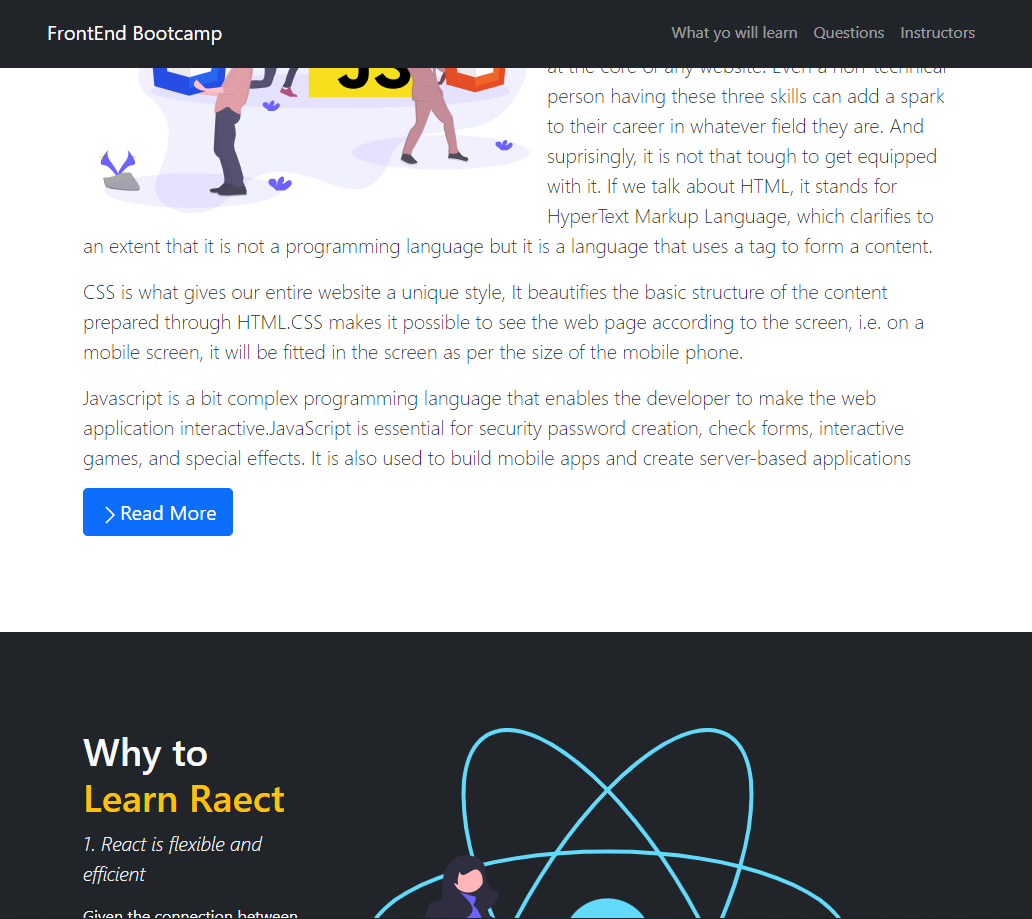 FrontEnd Bootcamp
What yo will learn Questions Instructors
JS
at the core of any website. Even a non-technical
person having these three skills can add a spark
to their career in whatever field they are. And
suprisingly, it is not that tough to get equipped
with it. If we talk about HTML, it stands for
HyperText Markup Language, which clarifies to
an extent that it is not a programming language but it is a language that uses a tag to form a content.
CSS is what gives our entire website a unique style, It beautifies the basic structure of the content
prepared through HTML.CSS makes it possible to see the web page according to the screen, i.e. on a
mobile screen, it will be fitted in the screen as per the size of the mobile phone.
Javascript is a bit complex programming language that enables the developer to make the web
application interactive.JavaScript is essential for security password creation, check forms, interactive
games, and special effects. It is also used to build mobile apps and create server-based applications
Read More
Why to
Learn Raect
1. React is flexible and
efficient
Given the connection between